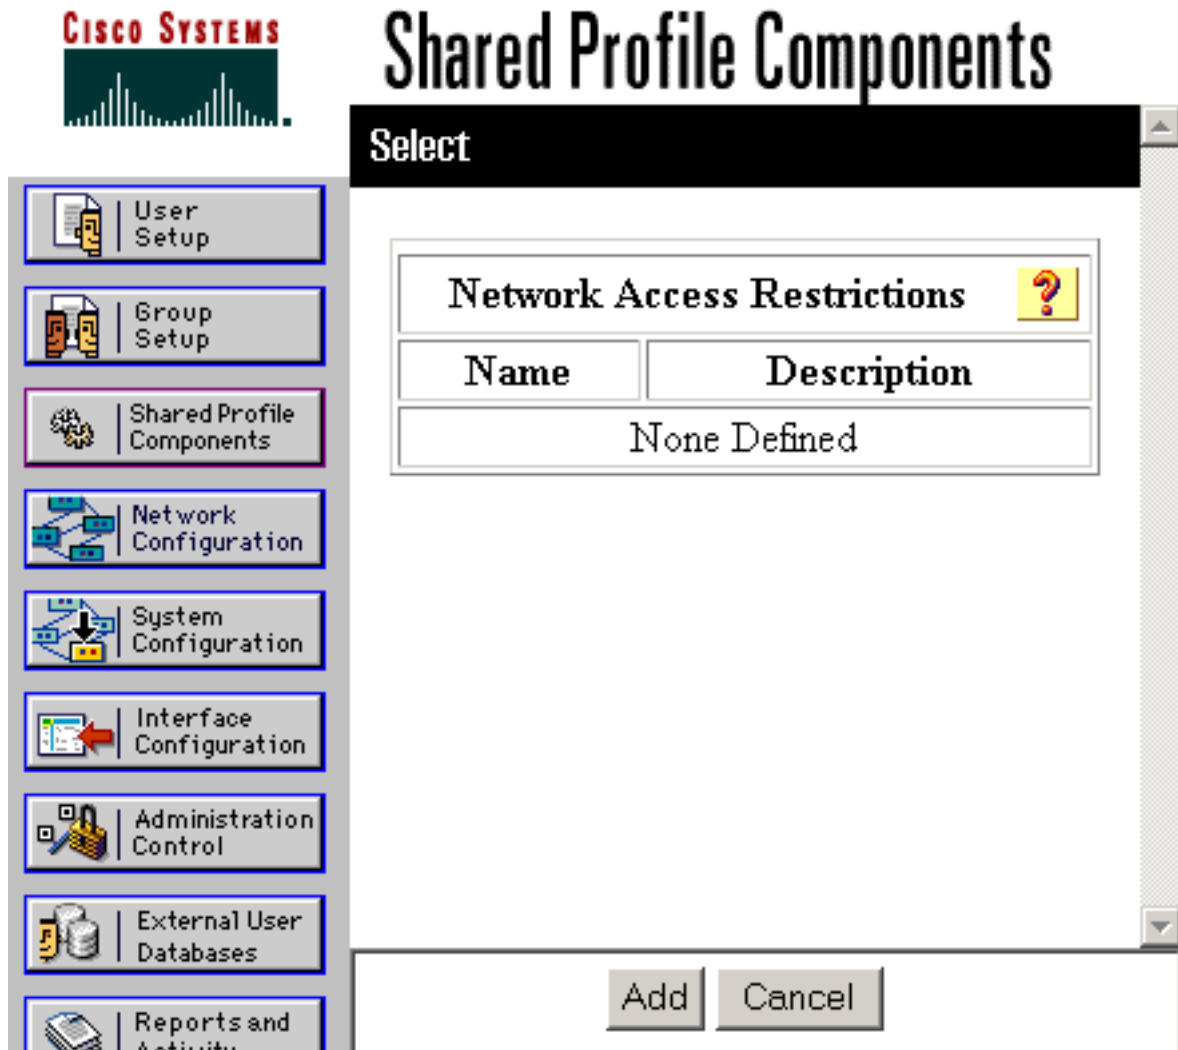 CISCO SYSTEMS
Shared Profile Components
Select
User
Setup
Group
Setup
Shared Profile
Components
Network
Configuration
System
Configuration
Interface
Configuration
Administration
Control
External User
Databases
Reports and
Activity
Network Access Restrictions ?
Name Description
None Defined
Add Cancel